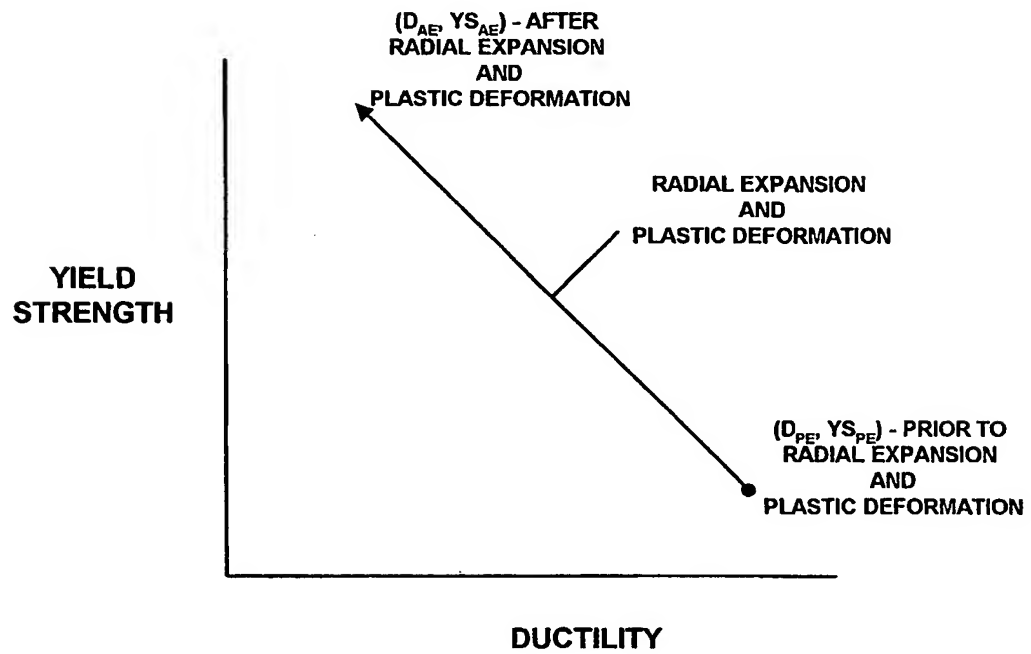 (D_AE, YS_AE) - AFTER
RADIAL EXPANSION
AND
PLASTIC DEFORMATION
RADIAL EXPANSION
AND
PLASTIC DEFORMATION
YIELD
STRENGTH
(D_PE, YS_PE) - PRIOR TO
RADIAL EXPANSION
AND
PLASTIC DEFORMATION
DUCTILITY